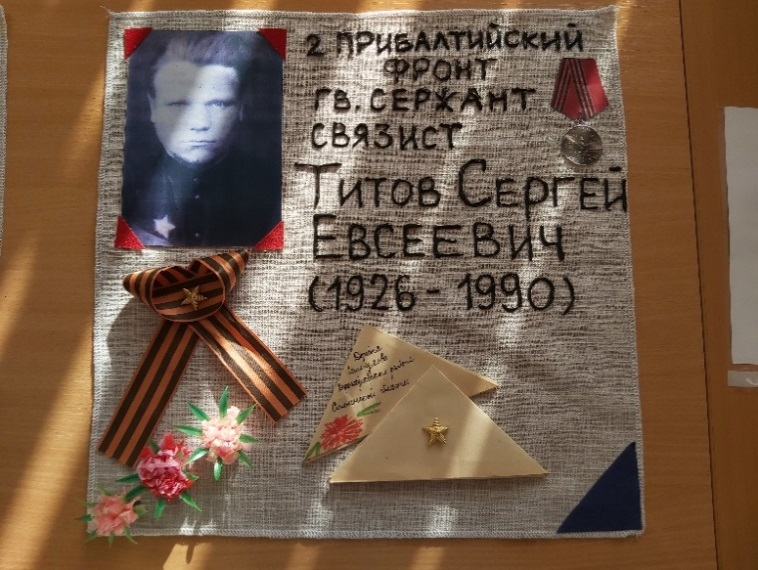 2 ПРИБАЛТИЙСКИЙ
ФРОНТ
ГВ. СЕРЖАНТ
СВЯЗИСТ
ТИТОВ СЕРГЕЙ
ЕВСЕЕВИЧ
(1926 - 1990)